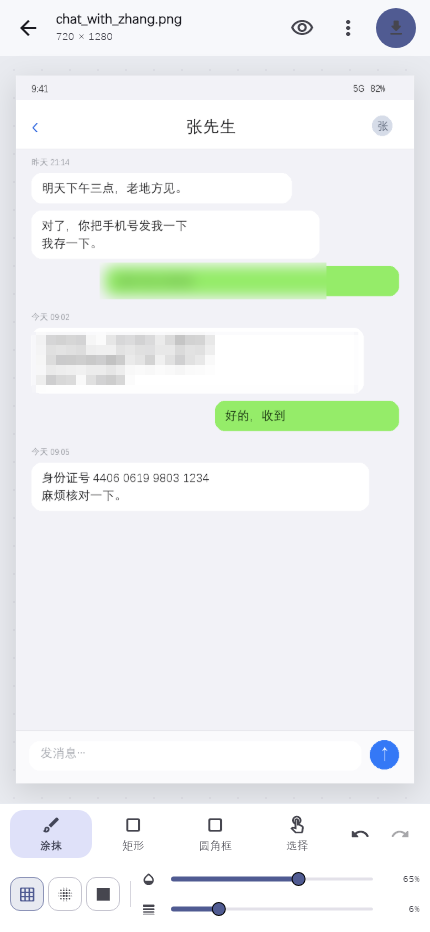 chat_with_zhang.png
720 × 1280
9:41
5G 82%
张先生
张
昨天 21:14
明天下午三点，老地方见。
对了，你把手机号发我一下
我存一下。
今天 09:02
好的，收到
今天 09:05
身份证号 4406 0619 9803 1234
麻烦核对一下。
发消息…
涂抹
矩形
圆角框
选择
65%
6%